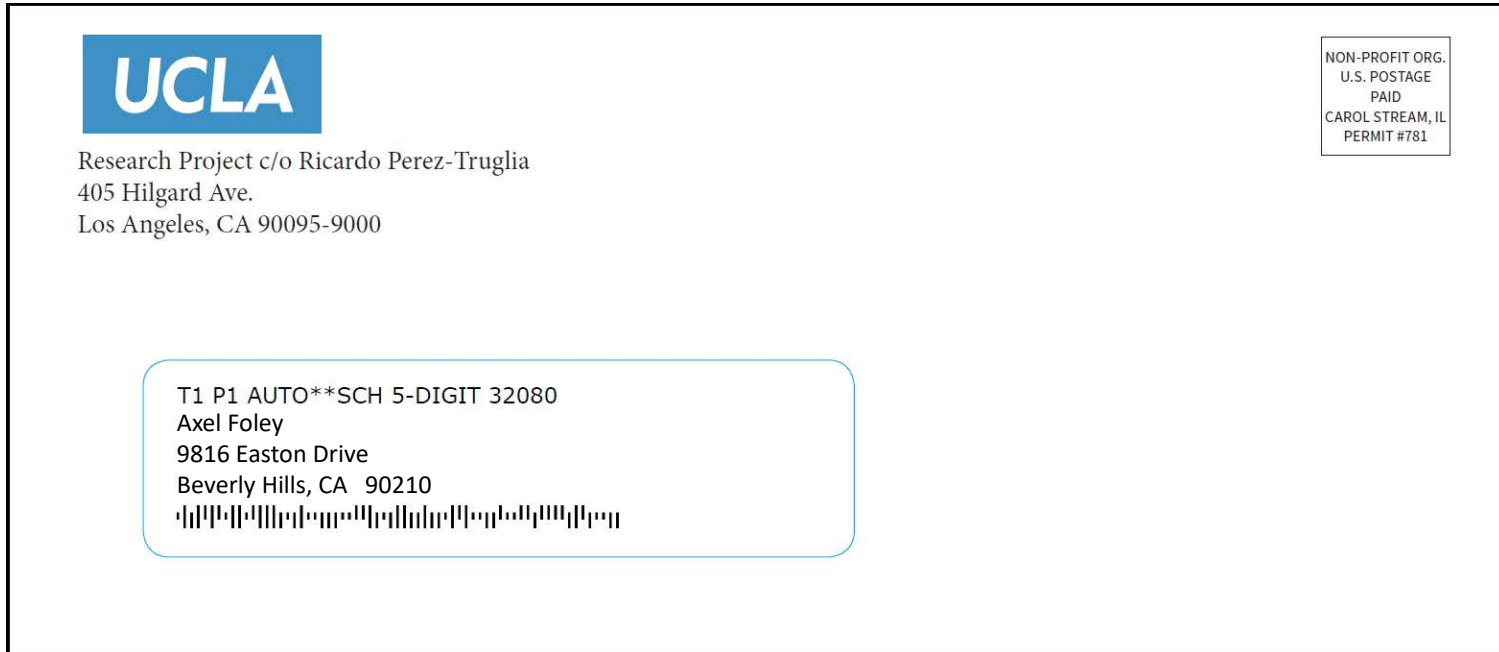 UCLA
Research Project c/o Ricardo Perez-Truglia
405 Hilgard Ave.
Los Angeles, CA 90095-9000
NON-PROFIT ORG.
U.S. POSTAGE
PAID
CAROL STREAM, IL
PERMIT #781
T1 P1 AUTO**SCH 5-DIGIT 32080
Axel Foley
9816 Easton Drive
Beverly Hills, CA 90210